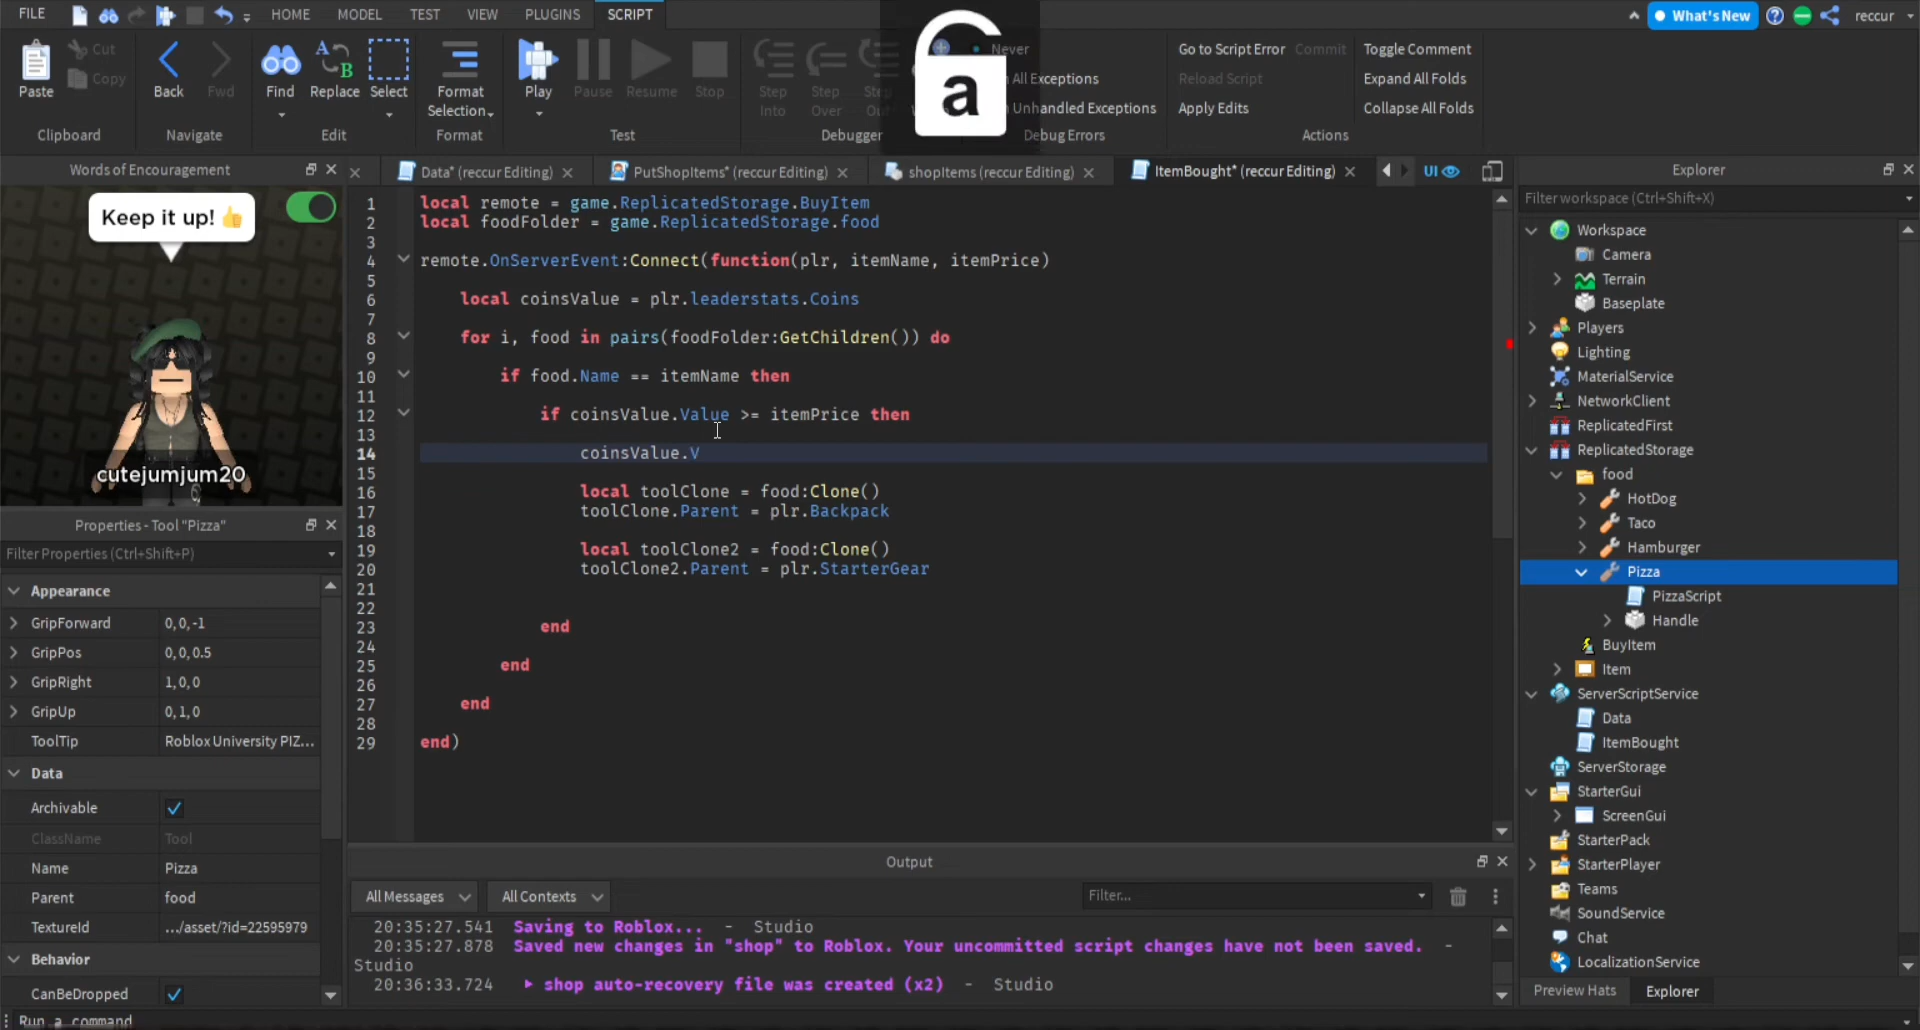 FILE
HOME
MODEL
TEST
VIEW
PLUGINS
SCRIPT
What's New
reccur
Paste
Cut
Copy
Clipboard
Back
Fwd
Navigate
Find
Replace
Select
Edit
Format
Selection
Format
Play
Pause
Resume
Stop
Test
Step
Into
Step
Over
Debugger
a
Never
All Exceptions
Unhandled Exceptions
Debug Errors
Go to Script Error
Commit
Reload Script
Apply Edits
Toggle Comment
Expand All Folds
Collapse All Folds
Actions
Words of Encouragement
Keep it up! 👍
cutejumjum20
Data* (reccur Editing)
PutShopItems* (reccur Editing)
shopItems (reccur Editing)
ItemBought* (reccur Editing)
UI
1 local remote = game.ReplicatedStorage.BuyItem
2 local foodFolder = game.ReplicatedStorage.food
3
4 remote.OnServerEvent:Connect(function(plr, itemName, itemPrice)
5
6 local coinsValue = plr.leaderstats.Coins
7
8 for i, food in pairs(foodFolder:GetChildren()) do
9
10 if food.Name == itemName then
11
12 if coinsValue.Value >= itemPrice then
13
14 coinsValue.V
15
16 local toolClone = food:Clone()
17 toolClone.Parent = plr.Backpack
18
19 local toolClone2 = food:Clone()
20 toolClone2.Parent = plr.StarterGear
21
22
23 end
24
25 end
26
27 end
28
29 end)
Properties - Tool "Pizza"
Filter Properties (Ctrl+Shift+P)
Appearance
GripForward 0, 0, -1
GripPos 0, 0, 0.5
GripRight 1, 0, 0
GripUp 0, 1, 0
ToolTip Roblox University PIZ...
Data
Archivable
ClassName Tool
Name Pizza
Parent food
TextureId .../asset/?id=22595979
Behavior
CanBeDropped
Run a command
Output
All Messages
All Contexts
Filter...
20:35:27.541 Saving to Roblox... - Studio
20:35:27.878 Saved new changes in "shop" to Roblox. Your uncommitted script changes have not been saved. -
Studio
20:36:33.724 ▶ shop auto-recovery file was created (x2) - Studio
Explorer
Filter workspace (Ctrl+Shift+X)
Workspace
Camera
Terrain
Baseplate
Players
Lighting
MaterialService
NetworkClient
ReplicatedFirst
ReplicatedStorage
food
HotDog
Taco
Hamburger
Pizza
PizzaScript
Handle
BuyItem
Item
ServerScriptService
Data
ItemBought
ServerStorage
StarterGui
ScreenGui
StarterPack
StarterPlayer
Teams
SoundService
Chat
LocalizationService
Preview Hats
Explorer